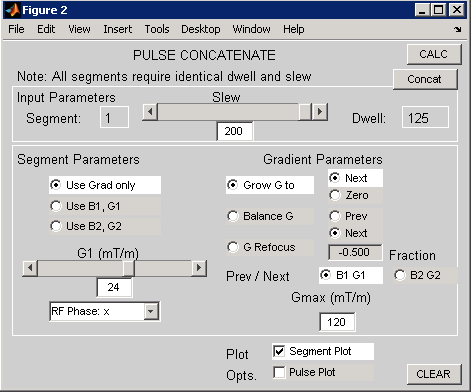 Figure 2
File Edit View Insert Tools Desktop Window Help
PULSE CONCATENATE
CALC
Note: All segments require identical dwell and slew
Concat
Input Parameters
Slew
Segment: 1
Dwell: 125
200
Segment Parameters
Gradient Parameters
Use Grad only
Grow G to
Next
Zero
Use B1, G1
Balance G
Prev
Use B2, G2
Next
G Refocus
-0.500
Fraction
G1 (mT/m)
Prev / Next
B1 G1
B2 G2
24
Gmax (mT/m)
RF Phase: x
120
Plot
Segment Plot
Opts.
Pulse Plot
CLEAR